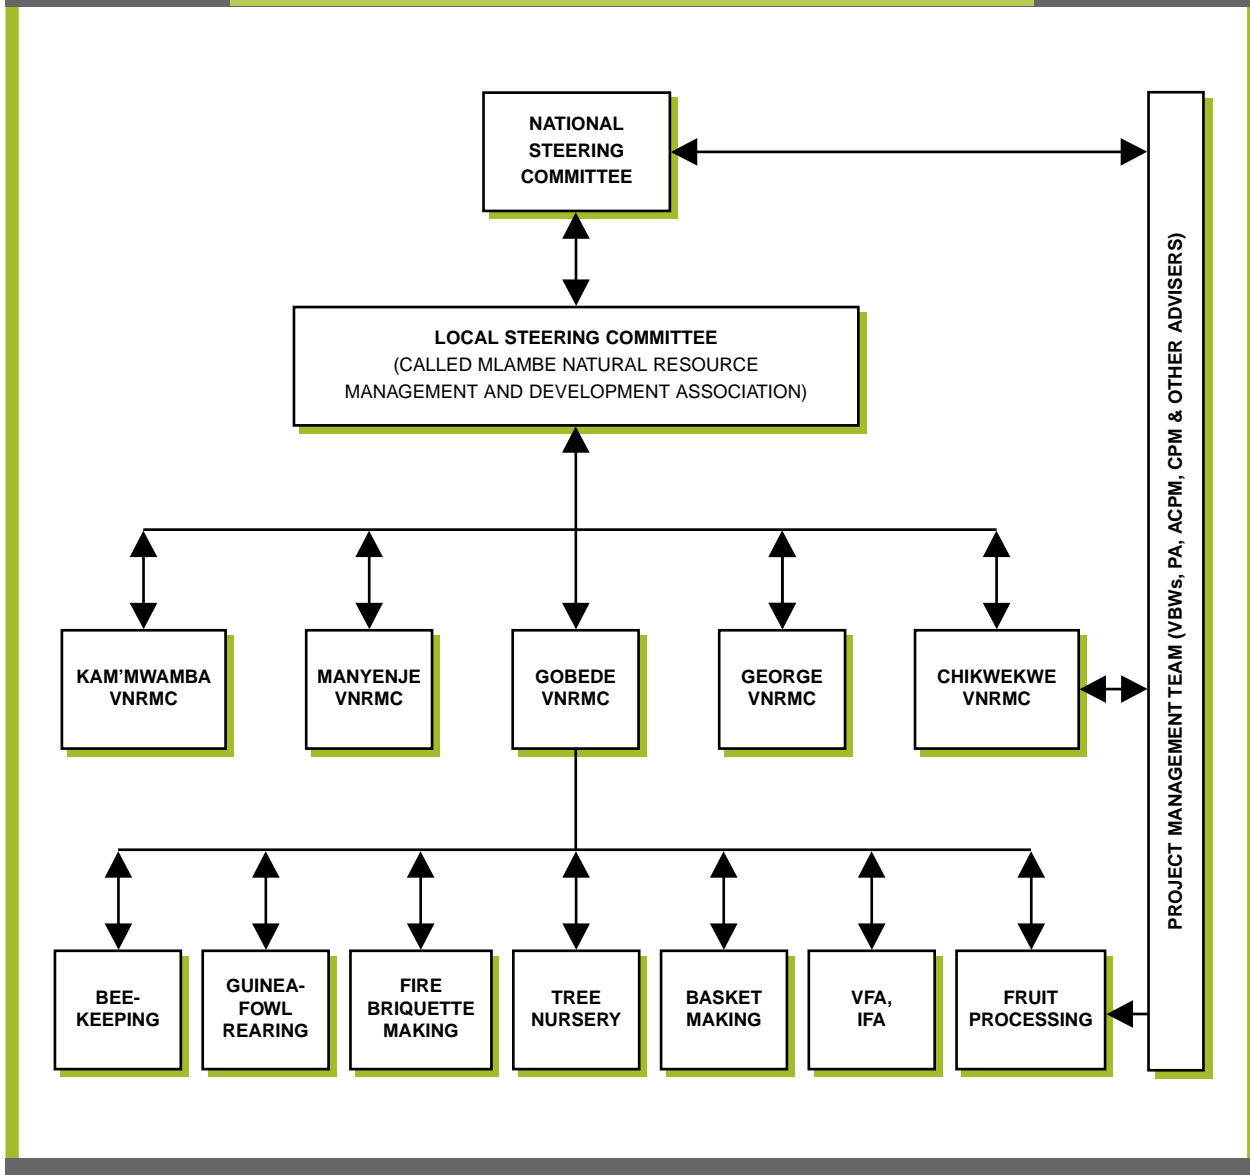 NATIONAL
STEERING
COMMITTEE
LOCAL STEERING COMMITTEE
(CALLED MLAMBE NATURAL RESOURCE
MANAGEMENT AND DEVELOPMENT ASSOCIATION)
KAM’MWAMBA
VNRMC
MANYENJE
VNRMC
GOBEDE
VNRMC
GEORGE
VNRMC
CHIKWEKWE
VNRMC
BEE-
KEEPING
GUINEA-
FOWL
REARING
FIRE
BRIQUETTE
MAKING
TREE
NURSERY
BASKET
MAKING
VFA,
IFA
FRUIT
PROCESSING
PROJECT MANAGEMENT TEAM (VBWs, PA, ACPM, CPM & OTHER ADVISERS)